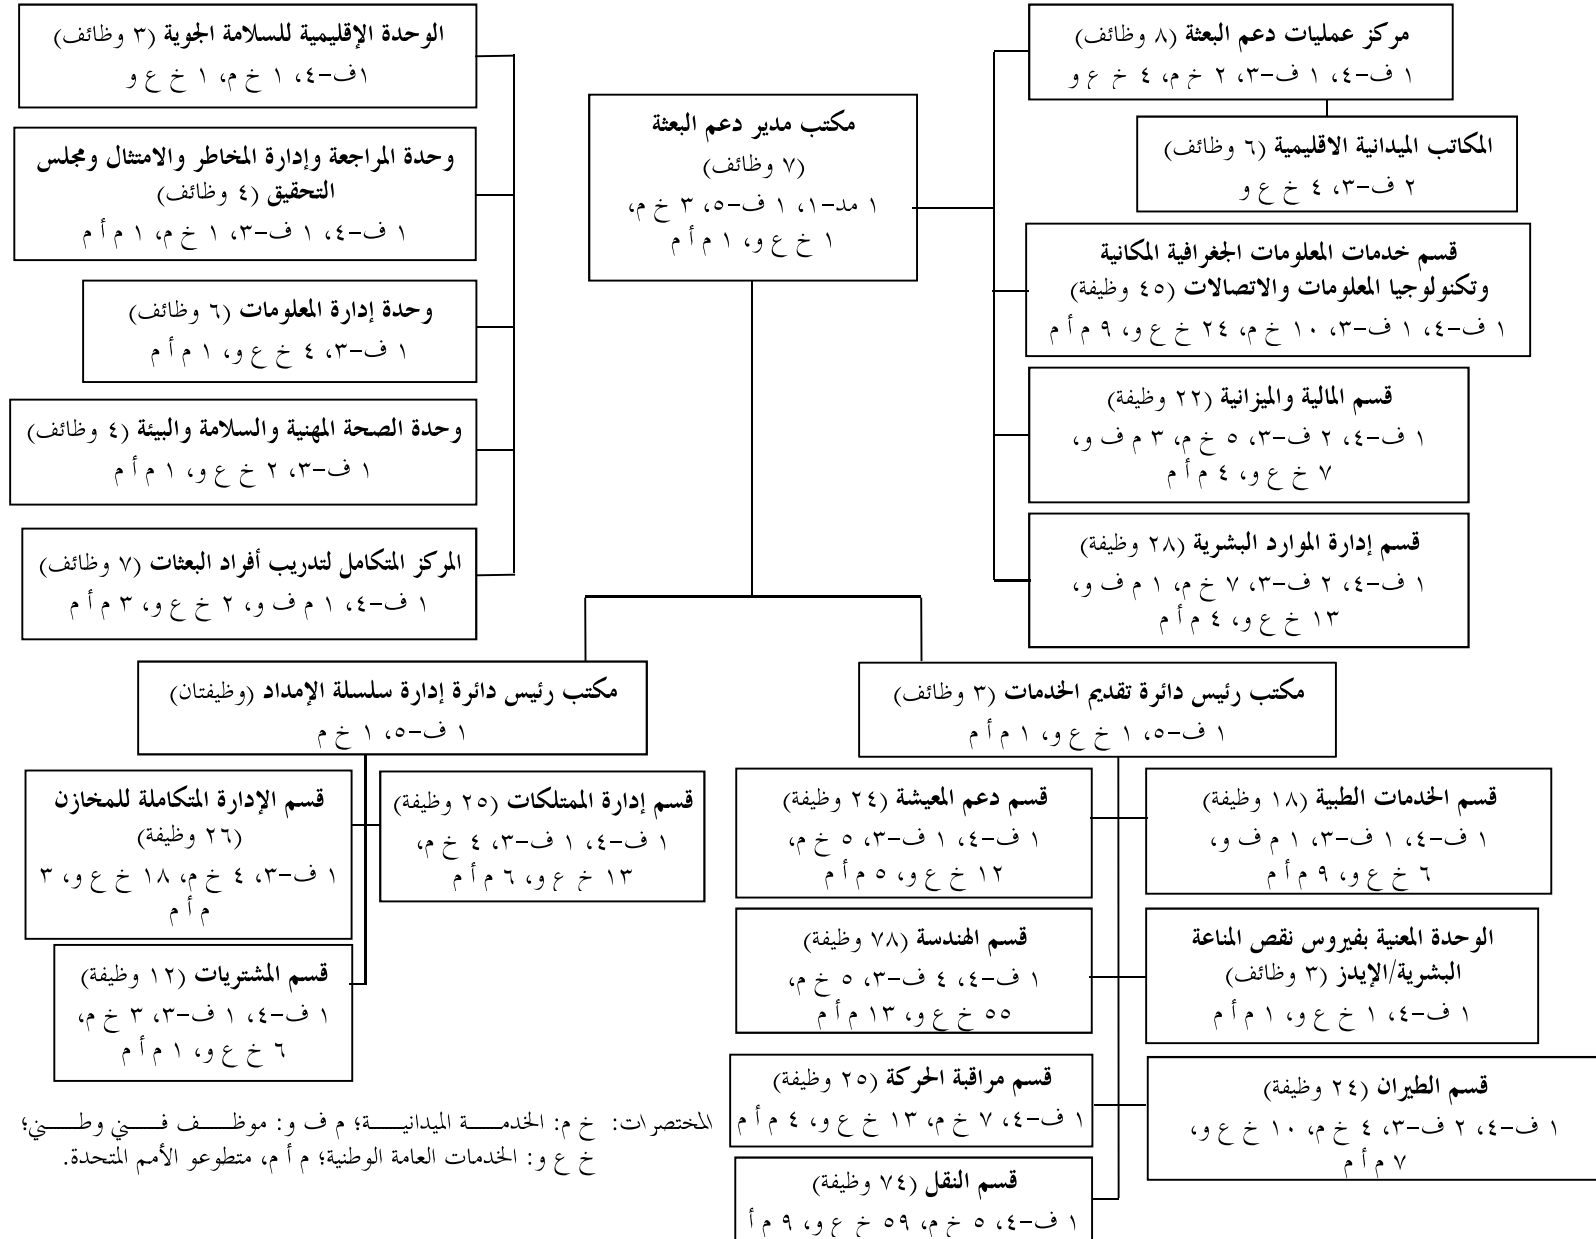 مركز عمليات دعم البعثة (٨ وظائف)
١ ف-٤، ١ ف-٣، ٢ خ م، ٤ خ ع و
المكاتب الميدانية الاقليمية (٦ وظائف)
٢ ف-٣، ٤ خ ع و
قسم خدمات المعلومات الجغرافية المكانية
وتكنولوجيا المعلومات والاتصالات (٤٥ وظيفة)
١ ف-٤، ١ ف-٣، ١٠ خ م، ٢٤ خ ع و، ٩ م أ م
قسم المالية والميزانية (٢٢ وظيفة)
١ ف-٤، ٢ ف-٣، ٥ خ م، ٣ م ف و،
٧ خ ع و، ٤ م أ م
قسم إدارة الموارد البشرية (٢٨ وظيفة)
١ ف-٤، ٢ ف-٣، ٧ خ م، ١ م ف و،
١٣ خ ع و، ٤ م أ م
مكتب مدير دعم البعثة
(٧ وظائف)
١ مد-١، ١ ف-٥، ٣ خ م،
١ خ ع و، ١ م أ م
الوحدة الإقليمية للسلامة الجوية (٣ وظائف)
١ف-٤، ١ خ م، ١ خ ع و
وحدة المراجعة وإدارة المخاطر والامتثال ومجلس
التحقيق (٤ وظائف)
١ ف-٤، ١ ف-٣، ١ خ م، ١ م أ م
وحدة إدارة المعلومات (٦ وظائف)
١ ف-٣، ٤ خ ع و، ١ م أ م
وحدة الصحة المهنية والسلامة والبيئة (٤ وظائف)
١ ف-٣، ٢ خ ع و، ١ م أ م
المركز المتكامل لتدريب أفراد البعثات (٧ وظائف)
١ ف-٤، ١ م ف و، ٢ خ ع و، ٣ م أ م
مكتب رئيس دائرة تقديم الخدمات (٣ وظائف)
١ ف-٥، ١ خ ع و، ١ م أ م
قسم الخدمات الطبية (١٨ وظيفة)
١ ف-٤، ١ ف-٣، ١ م ف و،
٦ خ ع و، ٩ م أ م
الوحدة المعنية بفيروس نقص المناعة
البشرية/الإيدز (٣ وظائف)
١ ف-٤، ١ خ ع و، ١ م أ م
قسم الطيران (٢٤ وظيفة)
١ ف-٤، ٢ ف-٣، ٤ خ م، ١٠ خ ع و،
٧ م أ م
قسم دعم المعيشة (٢٤ وظيفة)
١ ف-٤، ١ ف-٣، ٥ خ م،
١٢ خ ع و، ٥ م أ م
قسم الهندسة (٧٨ وظيفة)
١ ف-٤، ٤ ف-٣، ٥ خ م،
٥٥ خ ع و، ١٣ م أ م
قسم مراقبة الحركة (٢٥ وظيفة)
١ ف-٤، ٧ خ م، ١٣ خ ع و، ٤ م أ م
قسم النقل (٧٤ وظيفة)
١ ف-٤، ٥ خ م، ٥٩ خ ع و، ٩ م أ
مكتب رئيس دائرة إدارة سلسلة الإمداد (وظيفتان)
١ ف-٥، ١ خ م
قسم إدارة الممتلكات (٢٥ وظيفة)
١ ف-٤، ١ ف-٣، ٤ خ م،
١٣ خ ع و، ٦ م أ م
قسم الإدارة المتكاملة للمخازن
(٢٦ وظيفة)
١ ف-٣، ٤ خ م، ١٨ خ ع و، ٣
م أ م
قسم المشتريات (١٢ وظيفة)
١ ف-٤، ١ ف-٣، ٣ خ م،
٦ خ ع و، ١ م أ م
المختصرات: خ م: الخدمة الميدانية؛ م ف و: موظف فني وطني؛
خ ع و: الخدمات العامة الوطنية؛ م أ م، متطوعو الأمم المتحدة.